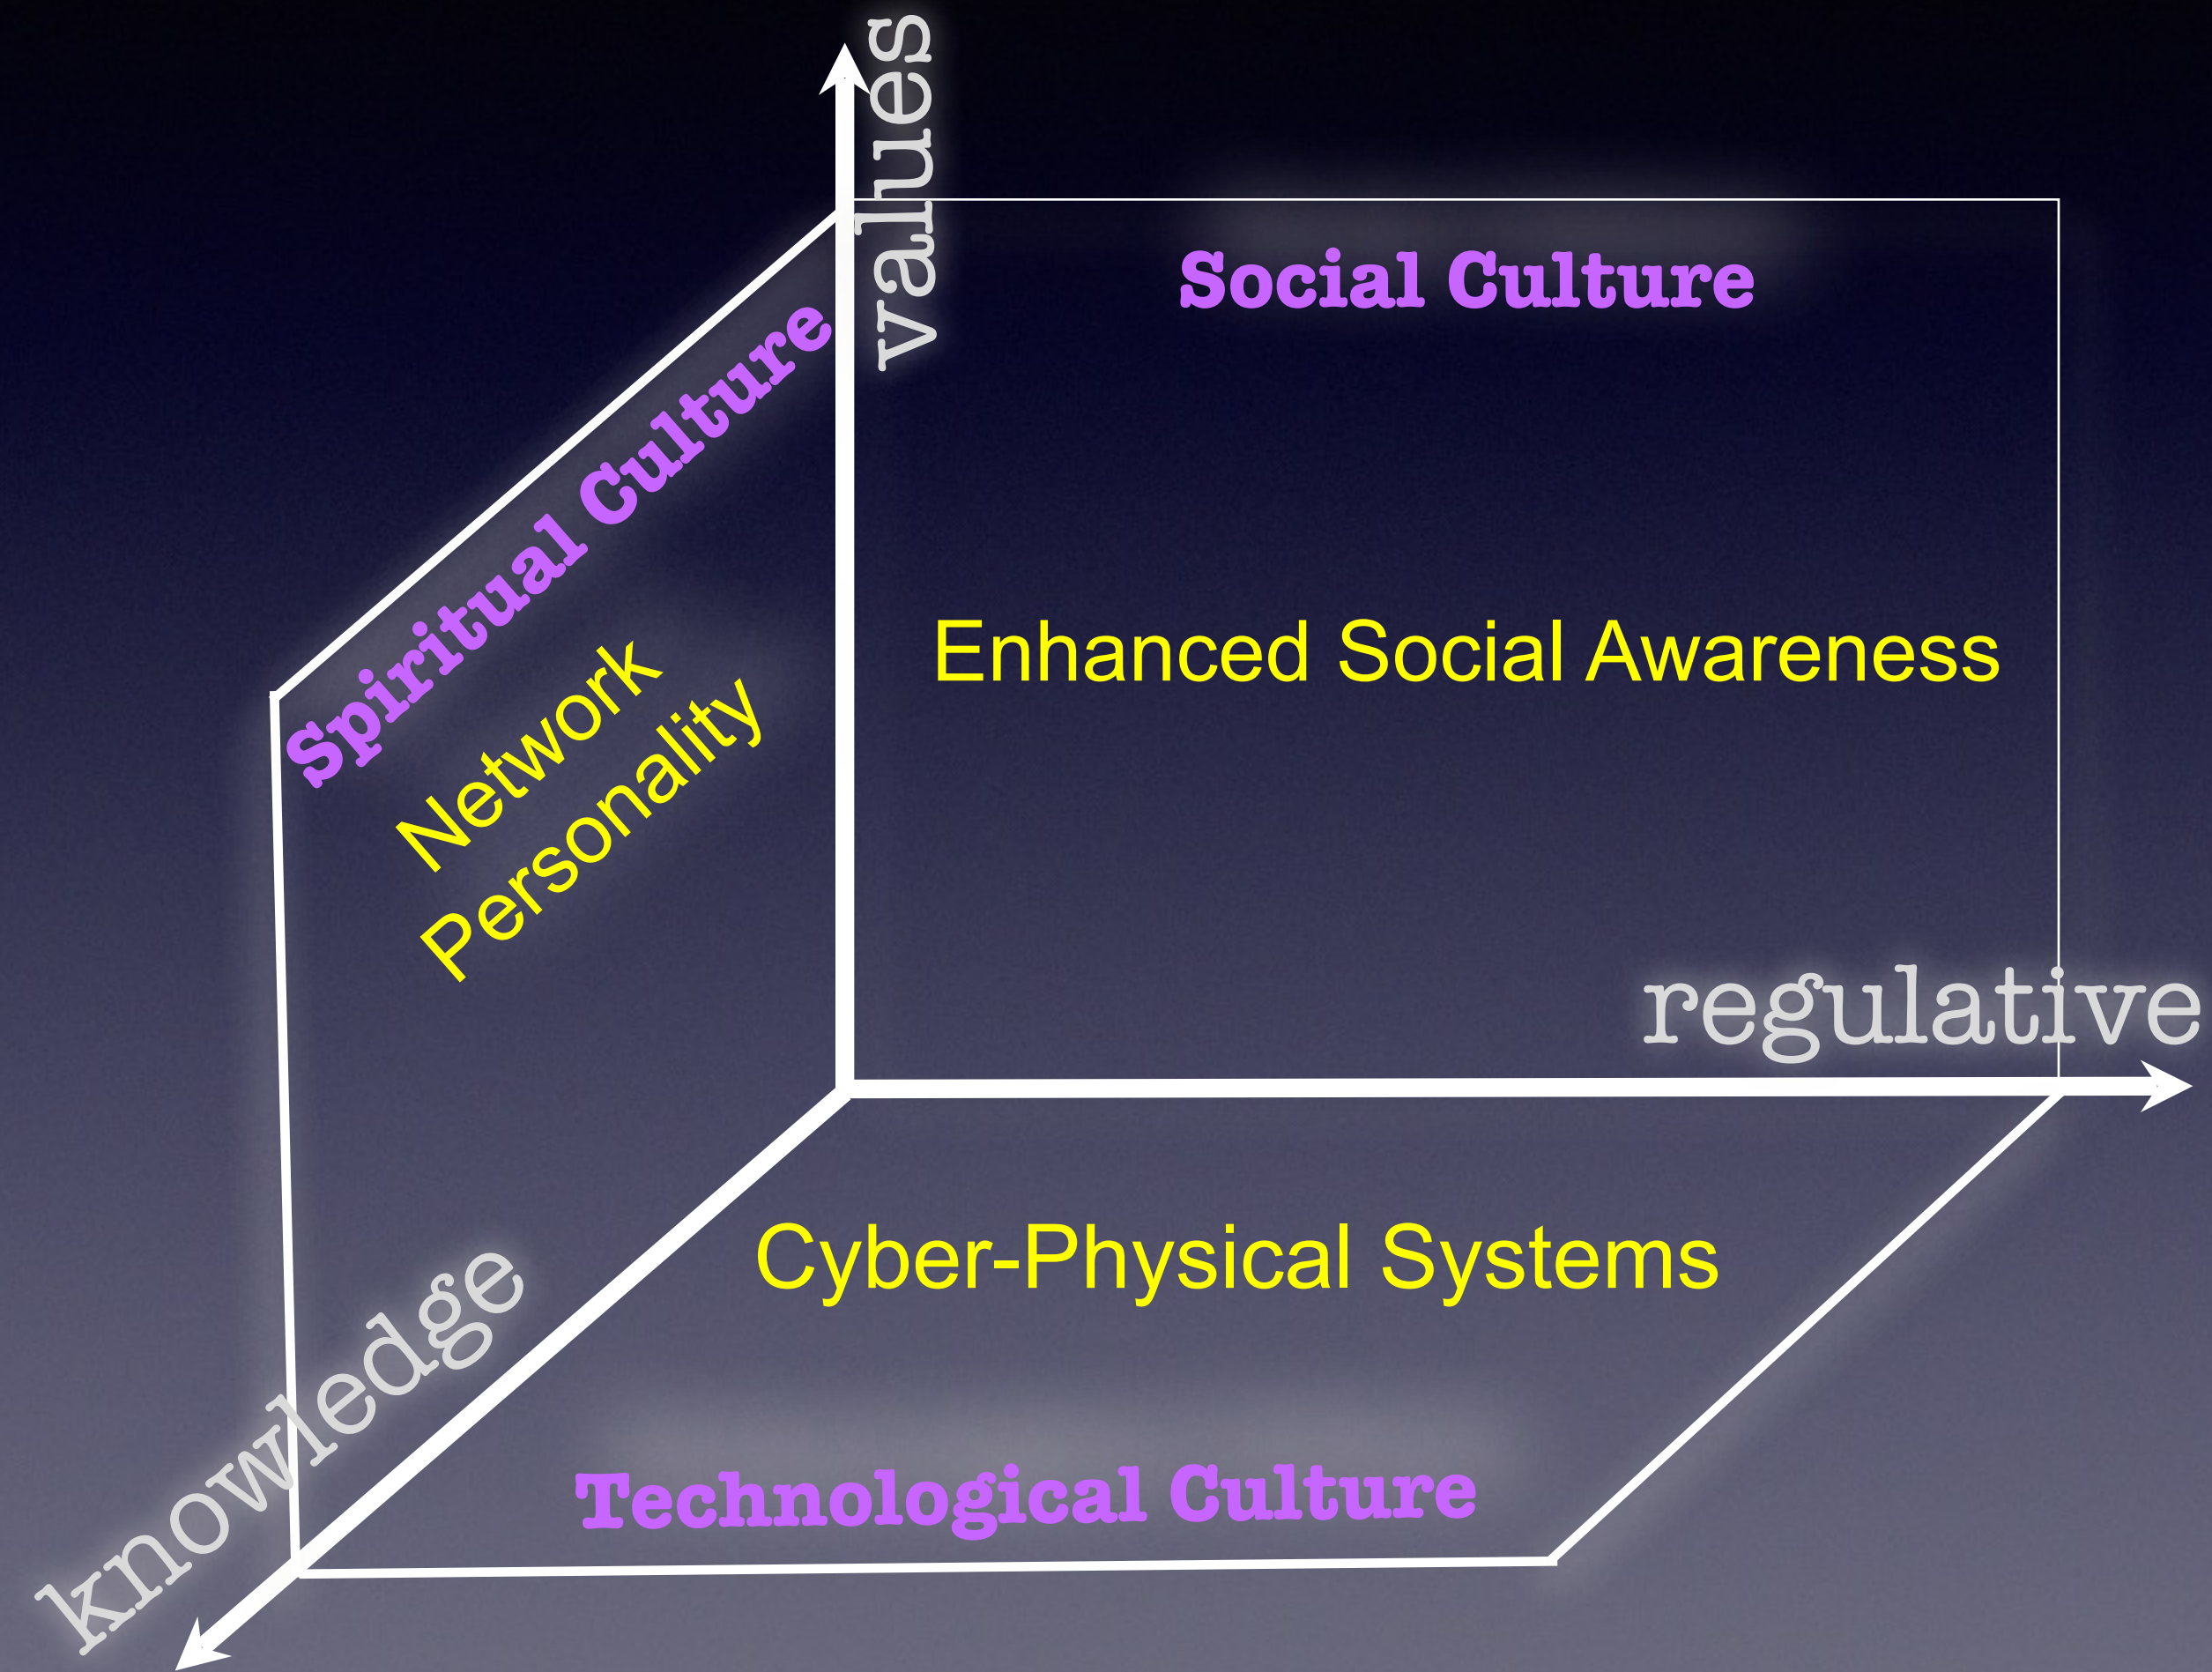 values
Social Culture
Spiritual Culture
Network
Personality
Enhanced Social Awareness
regulative
Cyber-Physical Systems
knowledge
Technological Culture